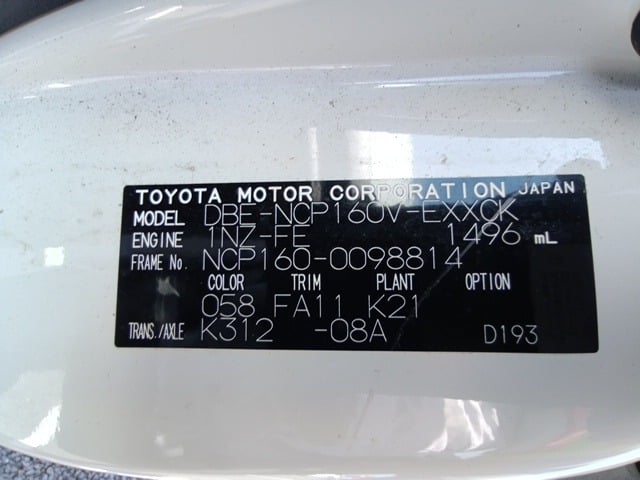 TOYOTA MOTOR CORPORATION JAPAN
MODEL DBE-NCP160V-EXXCK
ENGINE 1NZ-FE 1496 mL
FRAME No. NCP160-0098814
COLOR TRIM PLANT OPTION
058 FA11 K21
TRANS./AXLE K312 -08A D193